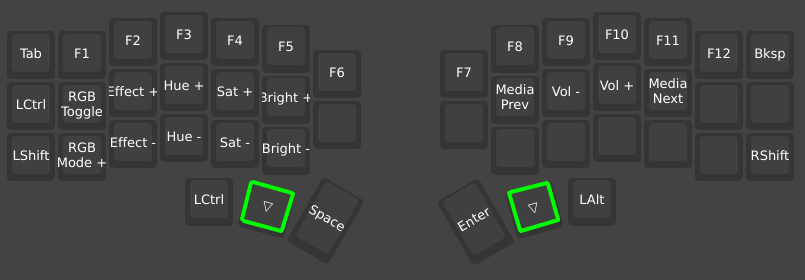 Tab F1 F2 F3 F4 F5 F6 F7 F8 F9 F10 F11 F12 Bksp
LCtrl RGB Toggle Effect + Hue + Sat + Bright + Media Prev Vol - Vol + Media Next
LShift RGB Mode + Effect - Hue - Sat - Bright - RShift
LCtrl ▽ Space Enter ▽ LAlt